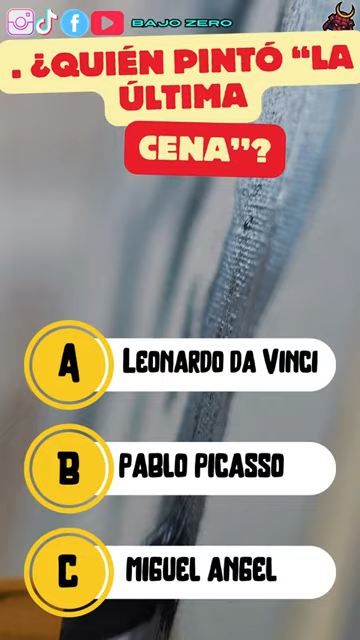 BAJO ZERO
. ¿QUIÉN PINTÓ “LA
ÚLTIMA
CENA”?
A LEONARDO DA VINCI
B PABLO PICASSO
C MIGUEL ANGEL